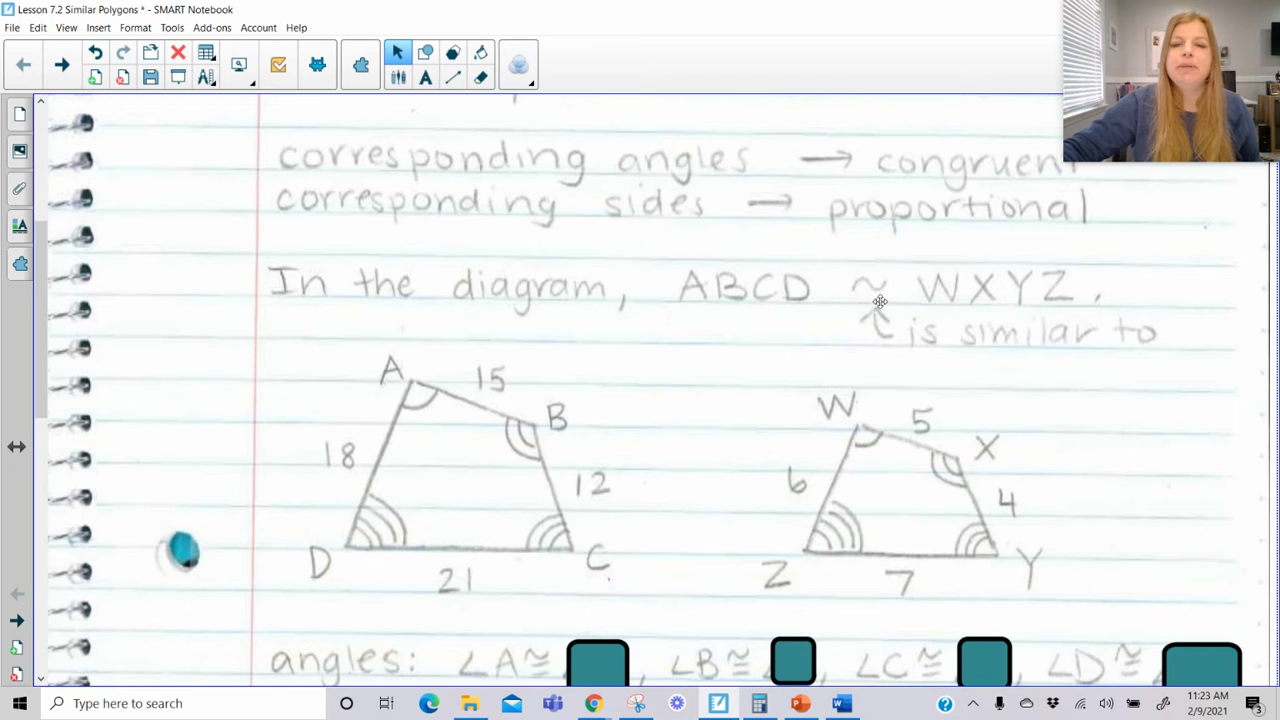 Lesson 7.2 Similar Polygons * - SMART Notebook
File Edit View Insert Format Tools Add-ons Account Help
corresponding angles → congruent
corresponding sides → proportional
In the diagram, ABCD ~ WXYZ.
is similar to
A 15 B
18 12
D 21 C
W 5 X
6 4
Z 7 Y
angles: ∠A≅ , ∠B≅ ∠ , ∠C≅ , ∠D≅
Type here to search
11:23 AM
2/9/2021
3